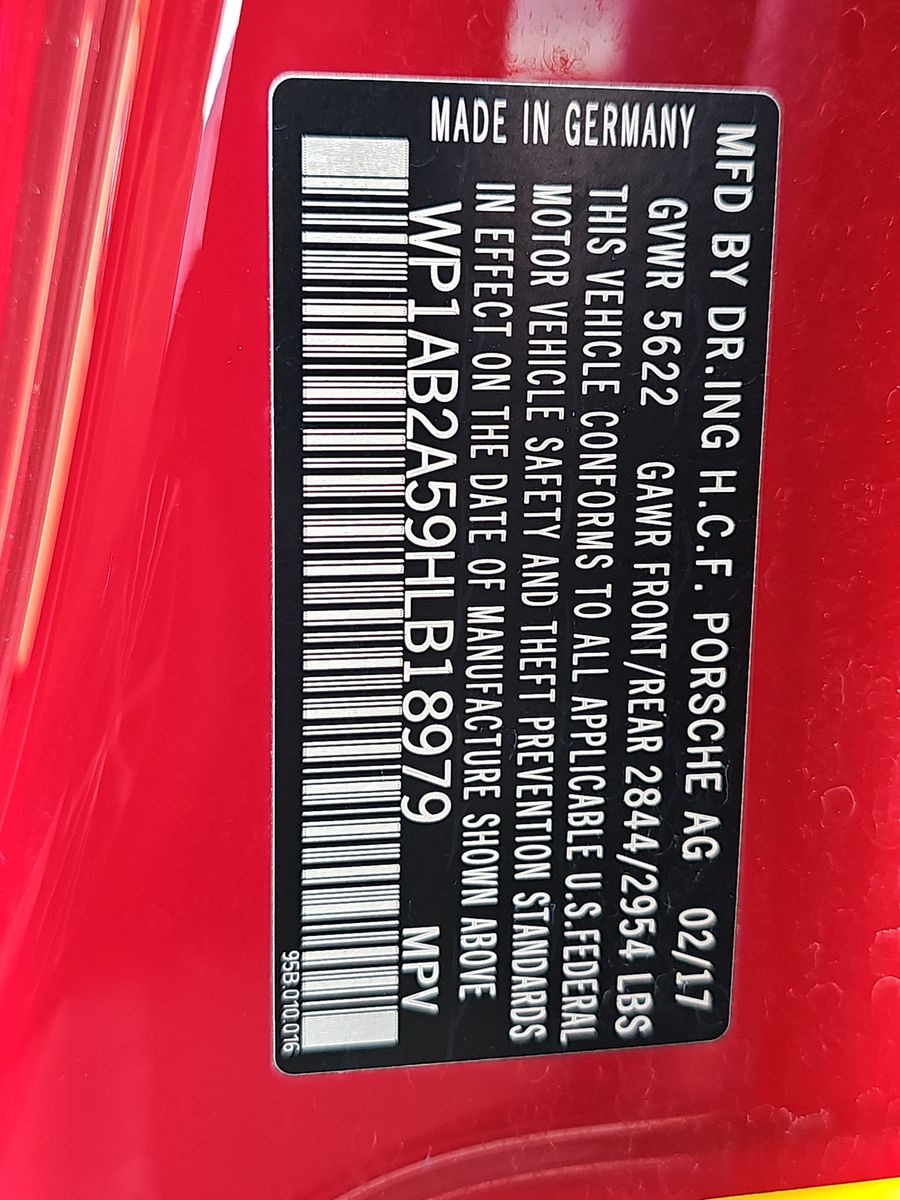 MFD BY DR.ING H.C.F. PORSCHE AG 02/17
GVWR 5622 GAWR FRONT/REAR 2844/2954 LBS
THIS VEHICLE CONFORMS TO ALL APPLICABLE U.S.FEDERAL
MOTOR VEHICLE SAFETY AND THEFT PREVENTION STANDARDS
IN EFFECT ON THE DATE OF MANUFACTURE SHOWN ABOVE
MADE IN GERMANY
WP1AB2A59HLB18979 MPV
95B.010.016